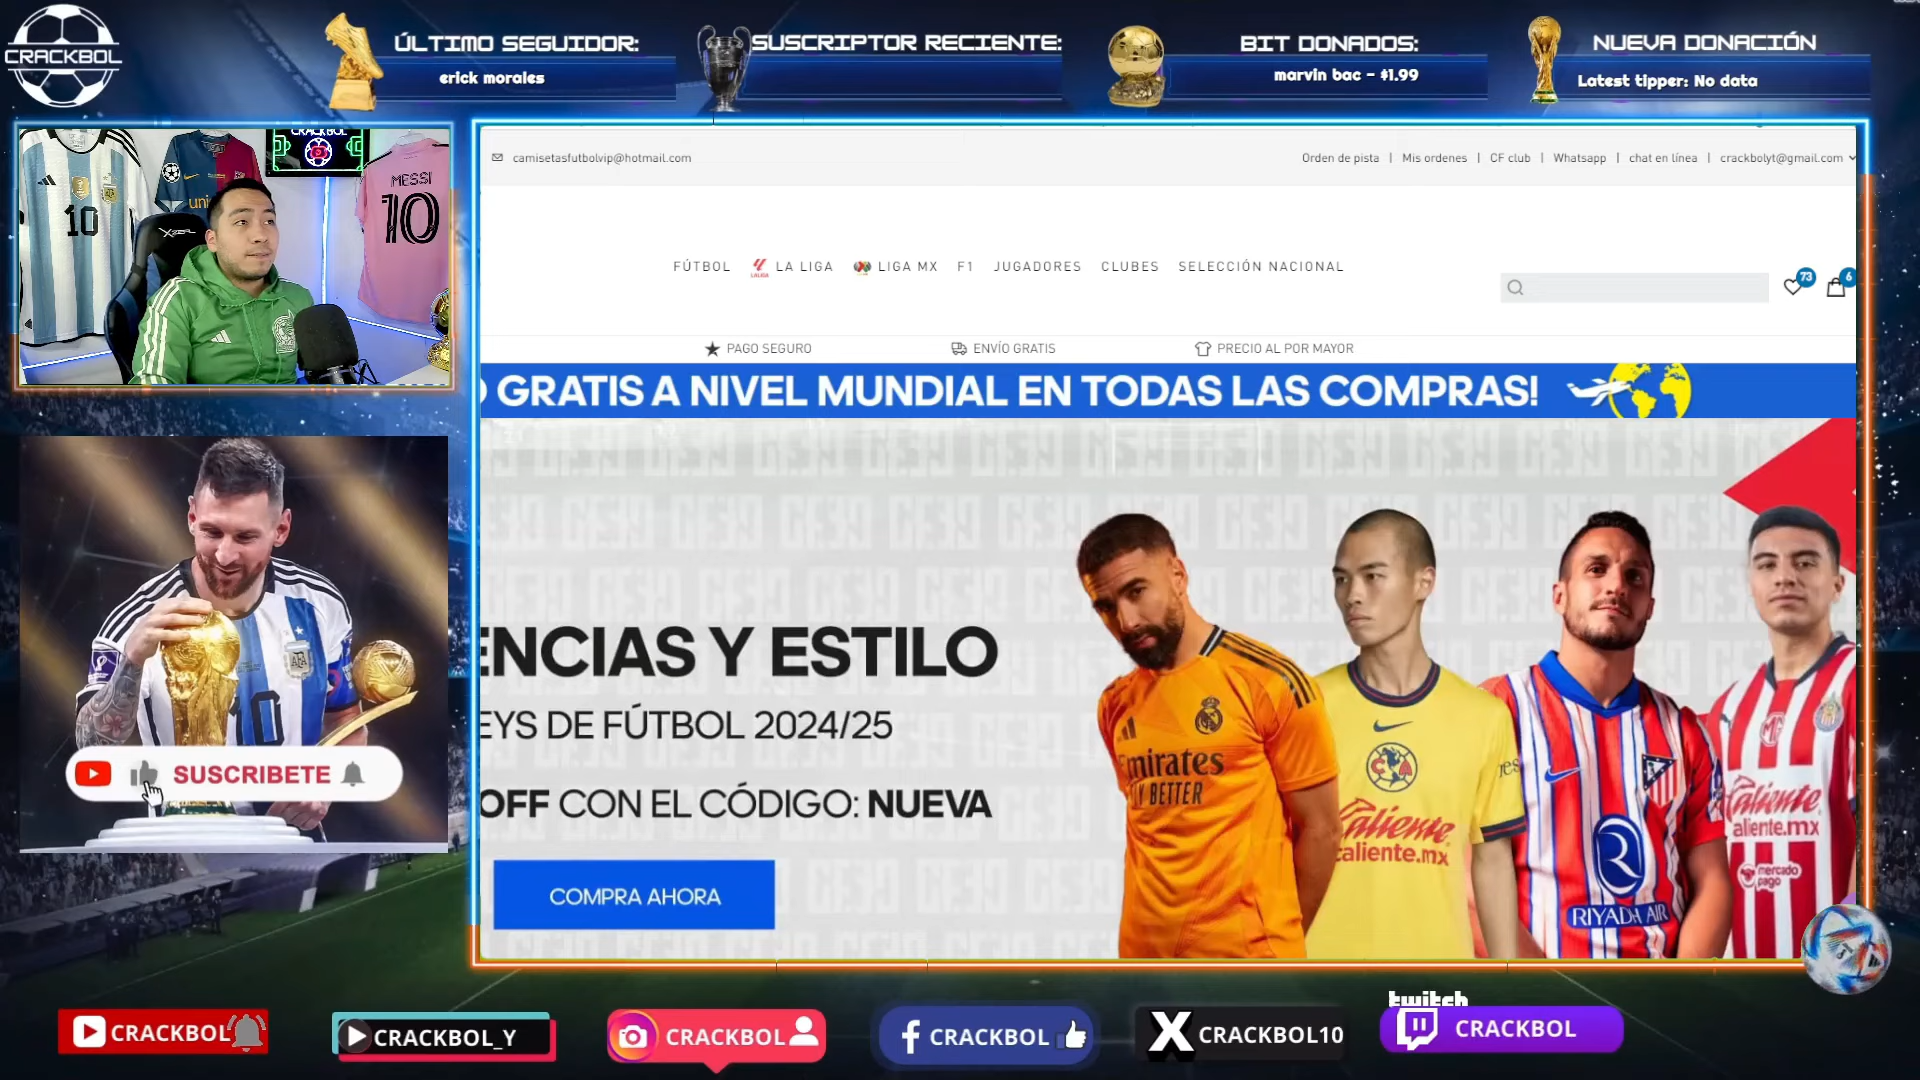 CRACKBOL
ÚLTIMO SEGUIDOR:
erick morales
SUSCRIPTOR RECIENTE:
BIT DONADOS:
marvin bac - $1.99
NUEVA DONACIÓN
Latest tipper: No data
CRACKBOL
10
MESSI
10
camisetasfutbolvip@hotmail.com
Orden de pista | Mis ordenes | CF club | Whatsapp | chat en línea | crackbolyt@gmail.com
FÚTBOL LA LIGA LIGA MX F1 JUGADORES CLUBES SELECCIÓN NACIONAL
73
6
PAGO SEGURO
ENVÍO GRATIS
PRECIO AL POR MAYOR
GRATIS A NIVEL MUNDIAL EN TODAS LAS COMPRAS!
ENCIAS Y ESTILO
EYS DE FÚTBOL 2024/25
OFF CON EL CÓDIGO: NUEVA
COMPRA AHORA
Emirates
FLY BETTER
Caliente
caliente.mx
RIYADH AIR
Caliente
caliente.mx
mercado
pago
AFA
10
SUSCRIBETE
CRACKBOL
CRACKBOL_Y
CRACKBOL
CRACKBOL
CRACKBOL10
twitch
CRACKBOL